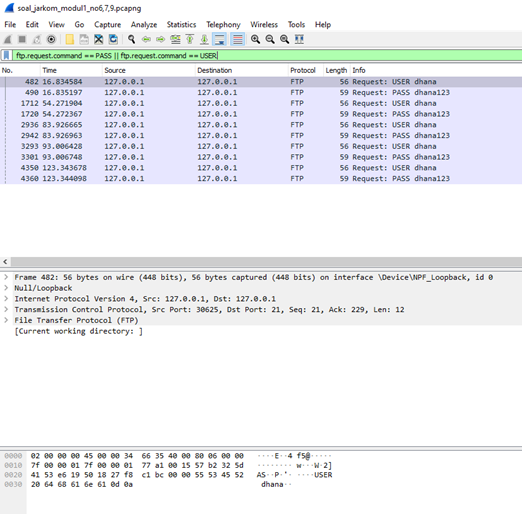 soal_jarkom_modul1_no6,7,9.pcapng
File Edit View Go Capture Analyze Statistics Telephony Wireless Tools Help
ftp.request.command == PASS || ftp.request.command == USER
No. Time Source Destination Protocol Length Info
482 16.834584 127.0.0.1 127.0.0.1 FTP 56 Request: USER dhana
490 16.835197 127.0.0.1 127.0.0.1 FTP 59 Request: PASS dhana123
1712 54.271904 127.0.0.1 127.0.0.1 FTP 56 Request: USER dhana
1720 54.272367 127.0.0.1 127.0.0.1 FTP 59 Request: PASS dhana123
2936 83.926665 127.0.0.1 127.0.0.1 FTP 56 Request: USER dhana
2942 83.926963 127.0.0.1 127.0.0.1 FTP 59 Request: PASS dhana123
3293 93.006428 127.0.0.1 127.0.0.1 FTP 56 Request: USER dhana
3301 93.006748 127.0.0.1 127.0.0.1 FTP 59 Request: PASS dhana123
4350 123.343678 127.0.0.1 127.0.0.1 FTP 56 Request: USER dhana
4360 123.344098 127.0.0.1 127.0.0.1 FTP 59 Request: PASS dhana123
Frame 482: 56 bytes on wire (448 bits), 56 bytes captured (448 bits) on interface \Device\NPF_Loopback, id 0
Null/Loopback
Internet Protocol Version 4, Src: 127.0.0.1, Dst: 127.0.0.1
Transmission Control Protocol, Src Port: 30625, Dst Port: 21, Seq: 21, Ack: 229, Len: 12
File Transfer Protocol (FTP)
[Current working directory: ]
0000 02 00 00 00 45 00 00 34 66 35 40 00 80 06 00 00 ····E··4 f5@·····
0010 7f 00 00 01 7f 00 00 01 77 a1 00 15 57 b2 32 5d ········ w···W·2]
0020 41 53 e6 19 50 18 27 f8 c1 bc 00 00 55 53 45 52 AS··P·'· ····USER
0030 20 64 68 61 6e 61 0d 0a dhana··